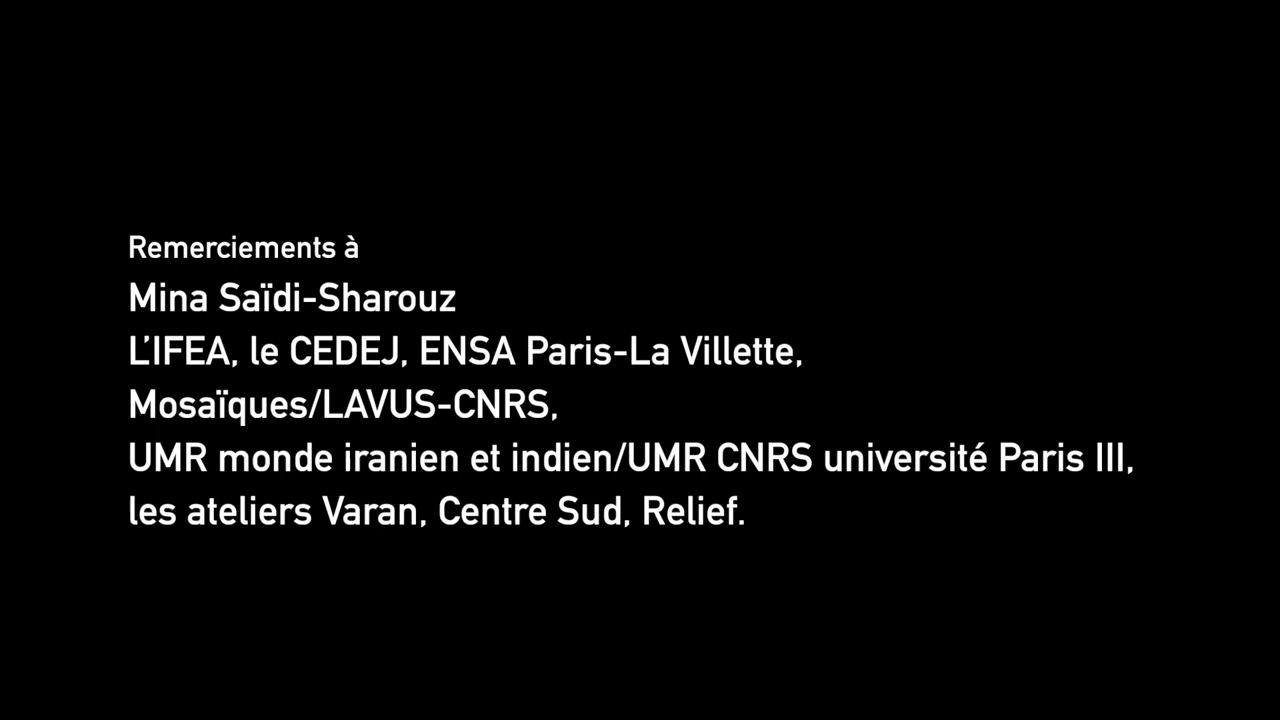 Remerciements à
Mina Saïdi-Sharouz
L’IFEA, le CEDEJ, ENSA Paris-La Villette,
Mosaïques/LAVUS-CNRS,
UMR monde iranien et indien/UMR CNRS université Paris III,
les ateliers Varan, Centre Sud, Relief.